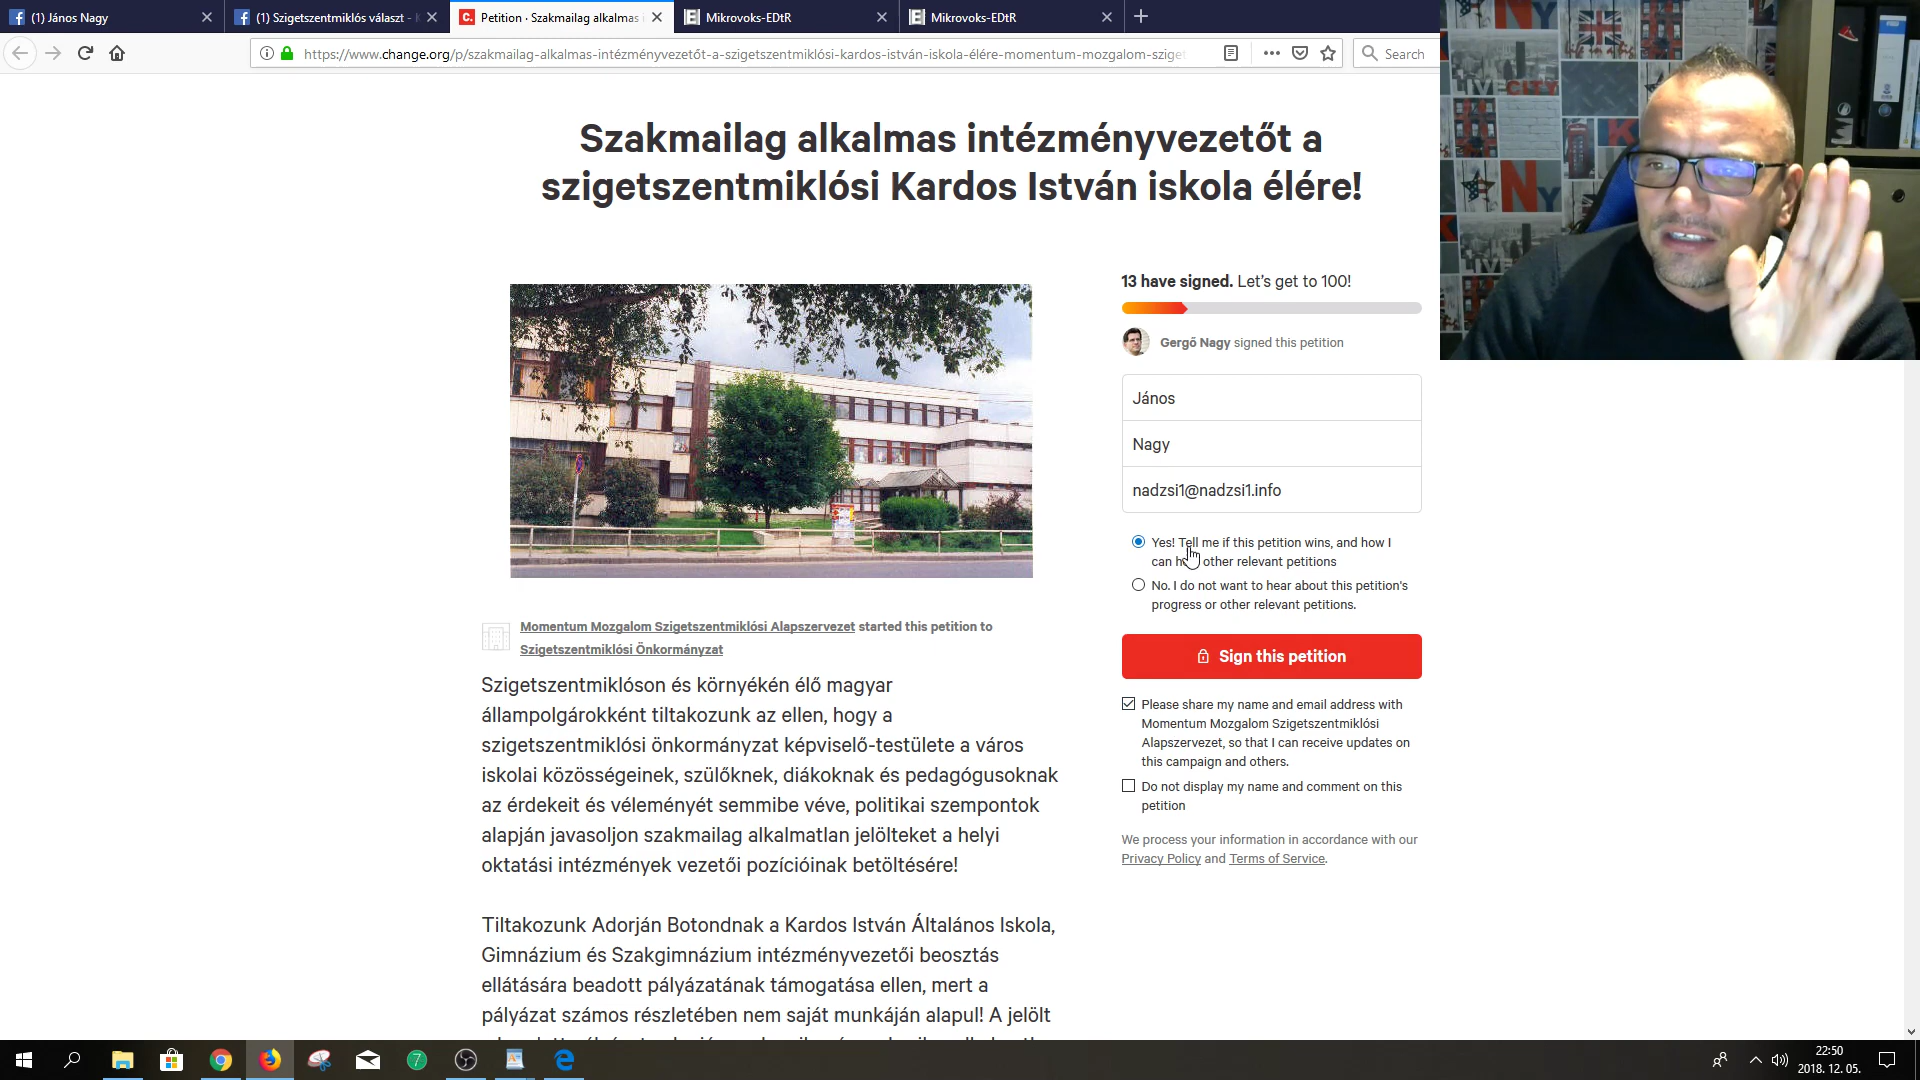 (1) János Nagy
(1) Szigetszentmiklós választ -
Petition · Szakmailag alkalmas
Mikrovoks-EDtR
Mikrovoks-EDtR
https://www.change.org/p/szakmailag-alkalmas-intézményvezetőt-a-szigetszentmiklósi-kardos-istván-iskola-élére-momentum-mozgalom-sziget
Search
Szakmailag alkalmas intézményvezetőt a
szigetszentmiklósi Kardos István iskola élére!
13 have signed. Let's get to 100!
Gergő Nagy signed this petition
János
Nagy
nadzsi1@nadzsi1.info
Yes! Tell me if this petition wins, and how I
can other relevant petitions
No. I do not want to hear about this petition's
progress or other relevant petitions.
Sign this petition
Please share my name and email address with
Momentum Mozgalom Szigetszentmiklósi
Alapszervezet, so that I can receive updates on
this campaign and others.
Do not display my name and comment on this
petition
We process your information in accordance with our
Privacy Policy and Terms of Service.
Momentum Mozgalom Szigetszentmiklósi Alapszervezet started this petition to
Szigetszentmiklósi Önkormányzat
Szigetszentmiklóson és környékén élő magyar
állampolgárokként tiltakozunk az ellen, hogy a
szigetszentmiklósi önkormányzat képviselő-testülete a város
iskolai közösségeinek, szülőknek, diákoknak és pedagógusoknak
az érdekeit és véleményét semmibe véve, politikai szempontok
alapján javasoljon szakmailag alkalmatlan jelölteket a helyi
oktatási intézmények vezetői pozícióinak betöltésére!
Tiltakozunk Adorján Botondnak a Kardos István Általános Iskola,
Gimnázium és Szakgimnázium intézményvezetői beosztás
ellátására beadott pályázatának támogatása ellen, mert a
pályázat számos részletében nem saját munkáján alapul! A jelölt
LIVE
CITY
NY
22:50
2018. 12. 05.